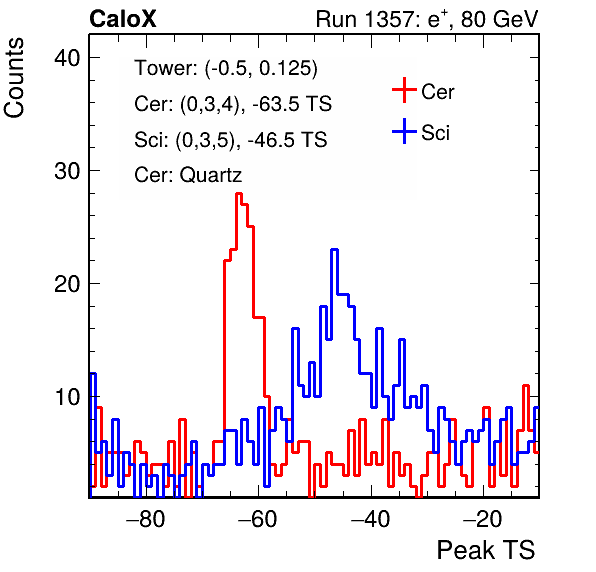 CaloX Run 1357: e⁺, 80 GeV
Counts
40
30
20
10
Tower: (-0.5, 0.125)
Cer: (0,3,4), -63.5 TS
Sci: (0,3,5), -46.5 TS
Cer: Quartz
Cer
Sci
−80 −60 −40 −20
Peak TS